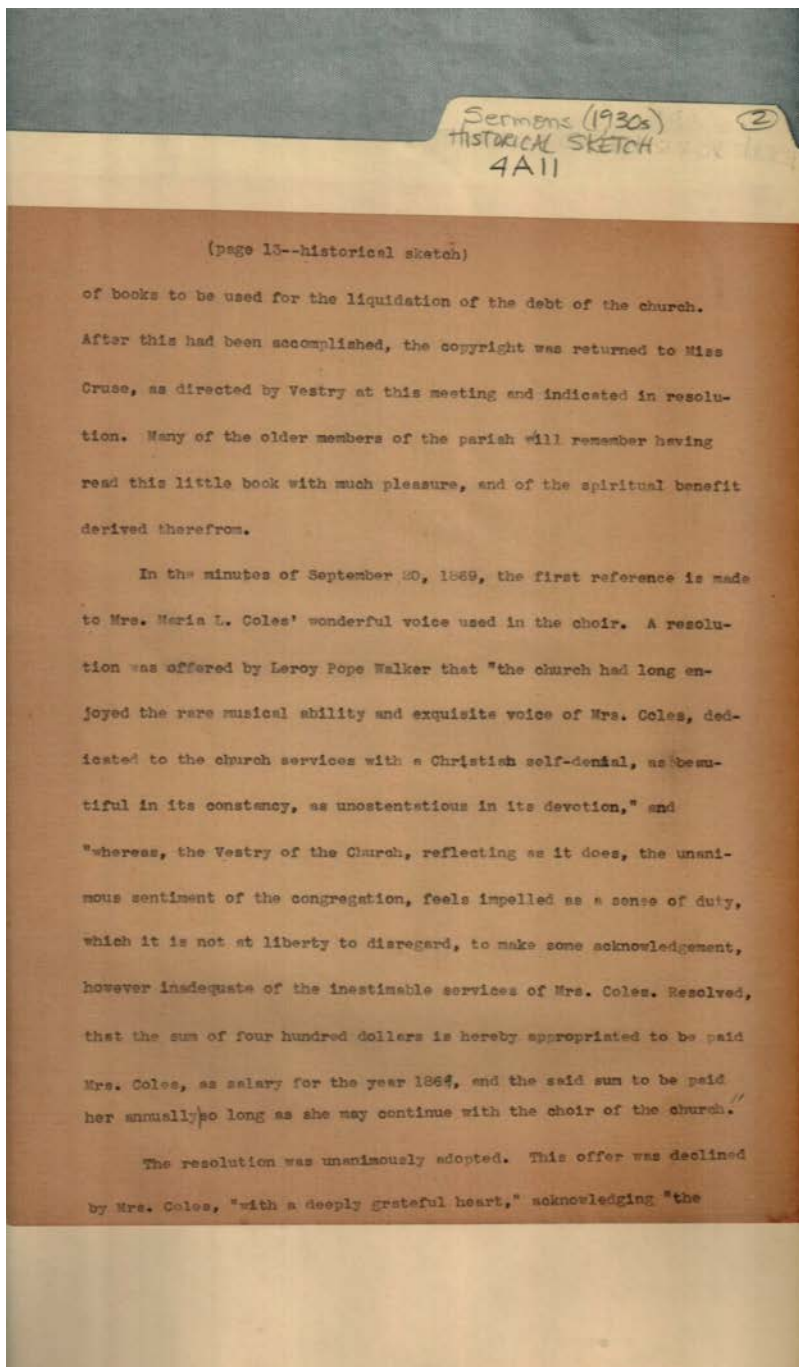 Sermons (1930s) ②
HISTORICAL SKETCH
4A11
(page 13--historical sketch)
of books to be used for the liquidation of the debt of the church.
After this had been accomplished, the copyright was returned to Miss
Cruse, as directed by Vestry at this meeting and indicated in resolu-
tion. Many of the older members of the parish will remember having
read this little book with much pleasure, and of the spiritual benefit
derived therefrom.
In the minutes of September 20, 1869, the first reference is made
to Mrs. Maria L. Coles' wonderful voice used in the choir. A resolu-
tion was offered by Leroy Pope Walker that "the church had long en-
joyed the rare musical ability and exquisite voice of Mrs. Coles, ded-
icated to the church services with a Christian self-denial, as beau-
tiful in its constancy, as unostentatious in its devotion," and
"whereas, the Vestry of the Church, reflecting as it does, the unani-
mous sentiment of the congregation, feels impelled as a sense of duty,
which it is not at liberty to disregard, to make some acknowledgement,
however inadequate of the inestimable services of Mrs. Coles. Resolved,
that the sum of four hundred dollars is hereby appropriated to be paid
Mrs. Coles, as salary for the year and the said sum to be paid
her annually so long as she may continue with the choir of the church."
The resolution was unanimously adopted. This offer was declined
by Mrs. Coles, "with a deeply grateful heart," acknowledging "the